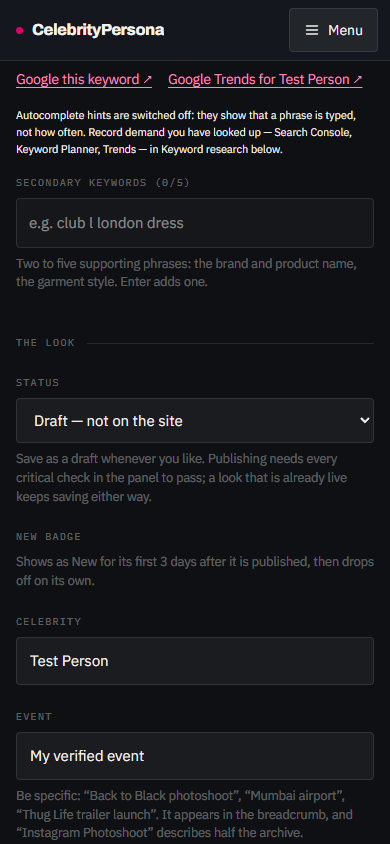 CelebrityPersona
Menu
Google this keyword ↗ Google Trends for Test Person ↗
Autocomplete hints are switched off: they show that a phrase is typed,
not how often. Record demand you have looked up — Search Console,
Keyword Planner, Trends — in Keyword research below.
SECONDARY KEYWORDS (0/5)
e.g. club l london dress
Two to five supporting phrases: the brand and product name,
the garment style. Enter adds one.
THE LOOK
STATUS
Draft — not on the site
Save as a draft whenever you like. Publishing needs every
critical check in the panel to pass; a look that is already live
keeps saving either way.
NEW BADGE
Shows as New for its first 3 days after it is published, then drops
off on its own.
CELEBRITY
Test Person
EVENT
My verified event
Be specific: “Back to Black photoshoot”, “Mumbai airport”,
“Thug Life trailer launch”. It appears in the breadcrumb, and
“Instagram Photoshoot” describes half the archive.